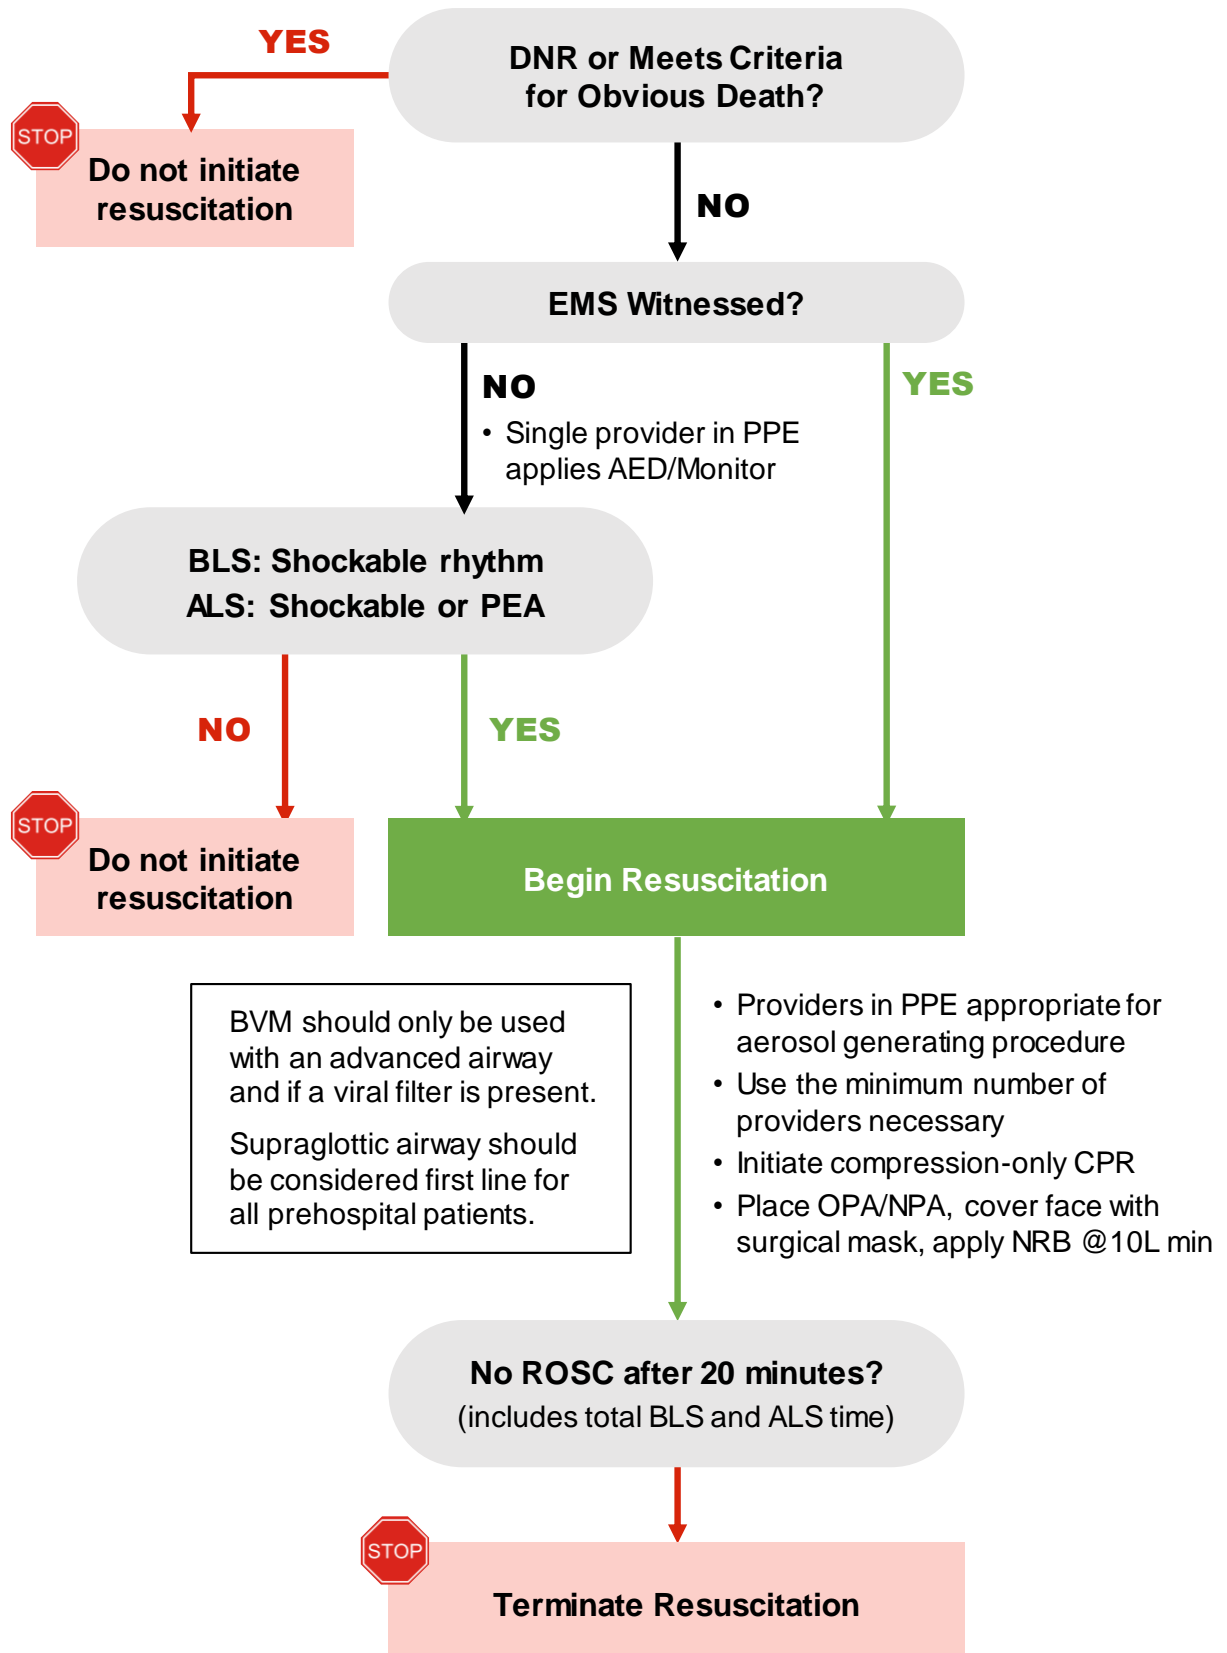 YES
DNR or Meets Criteria
for Obvious Death?
STOP
Do not initiate
resuscitation
NO
EMS Witnessed?
NO
YES
• Single provider in PPE
applies AED/Monitor
BLS: Shockable rhythm
ALS: Shockable or PEA
NO
YES
STOP
Do not initiate
resuscitation
Begin Resuscitation
BVM should only be used
with an advanced airway
and if a viral filter is present.
Supraglottic airway should
be considered first line for
all prehospital patients.
• Providers in PPE appropriate for
aerosol generating procedure
• Use the minimum number of
providers necessary
• Initiate compression-only CPR
• Place OPA/NPA, cover face with
surgical mask, apply NRB @10L min
No ROSC after 20 minutes?
(includes total BLS and ALS time)
STOP
Terminate Resuscitation